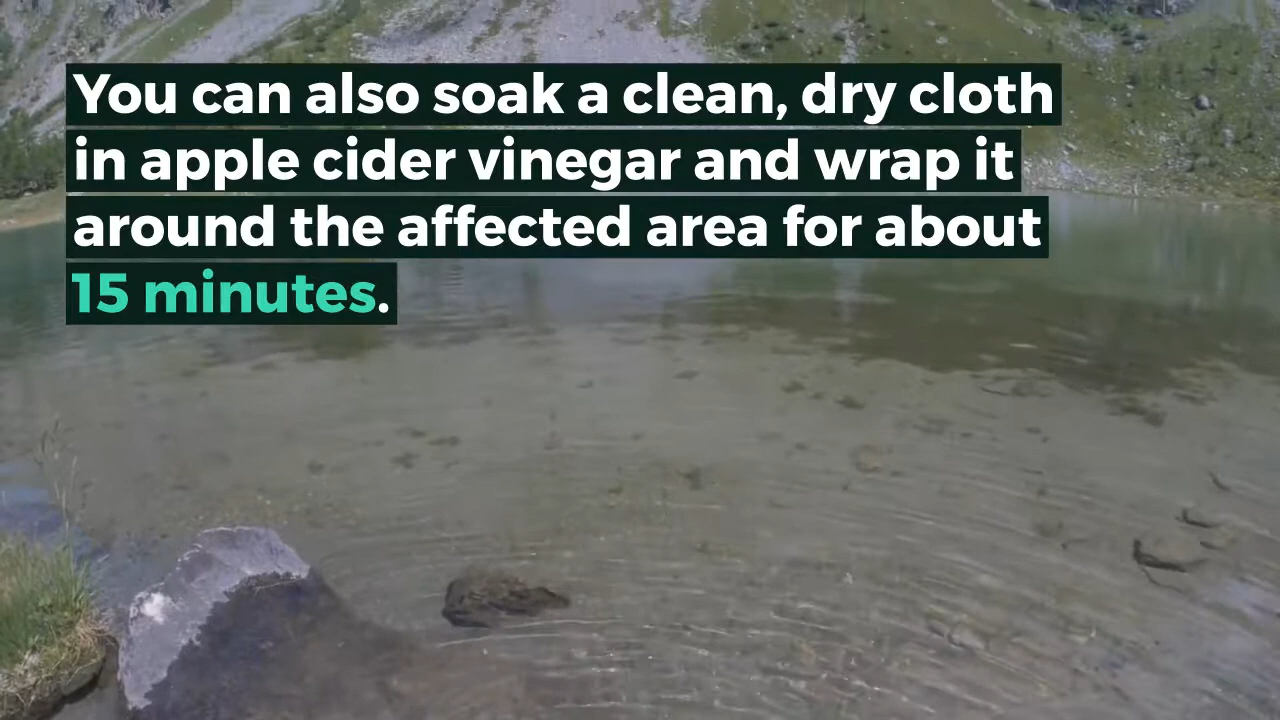 You can also soak a clean, dry cloth
in apple cider vinegar and wrap it
around the affected area for about
15 minutes.